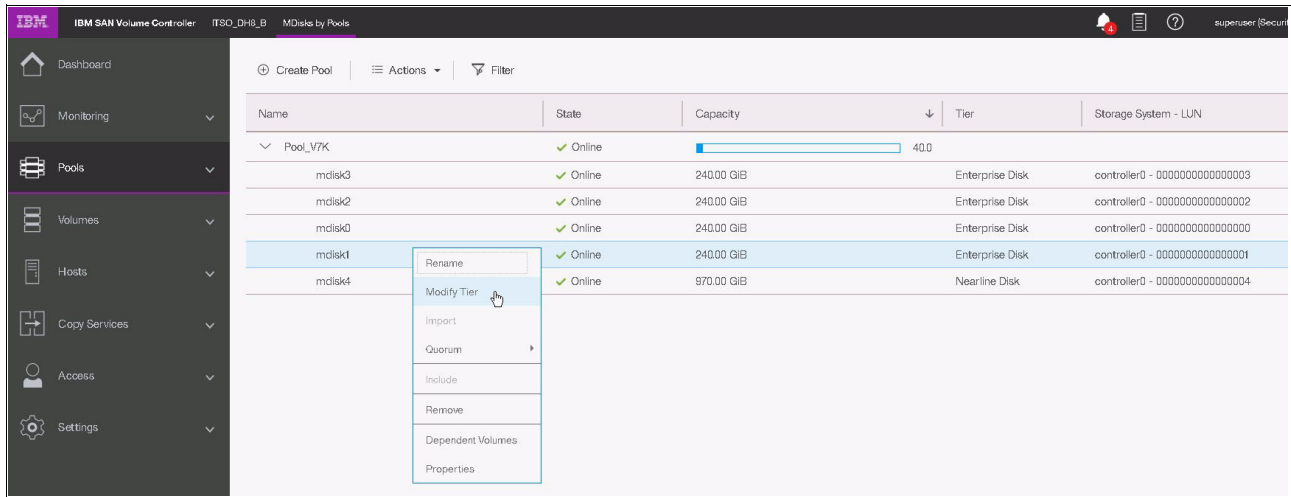 IBM IBM SAN Volume Controller ITSO_DH8_B MDisks by Pools 4 superuser (Securit
Dashboard
Monitoring
Pools
Volumes
Hosts
Copy Services
Access
Settings
Create Pool Actions Filter
Name State Capacity Tier Storage System - LUN
Pool_V7K Online 40.0
mdisk3 Online 240.00 GiB Enterprise Disk controller0 - 0000000000000003
mdisk2 Online 240.00 GiB Enterprise Disk controller0 - 0000000000000002
mdisk0 Online 240.00 GiB Enterprise Disk controller0 - 0000000000000000
mdisk1 Online 240.00 GiB Enterprise Disk controller0 - 0000000000000001
mdisk4 Online 970.00 GiB Nearline Disk controller0 - 0000000000000004
Rename
Modify Tier
Import
Quorum
Include
Remove
Dependent Volumes
Properties